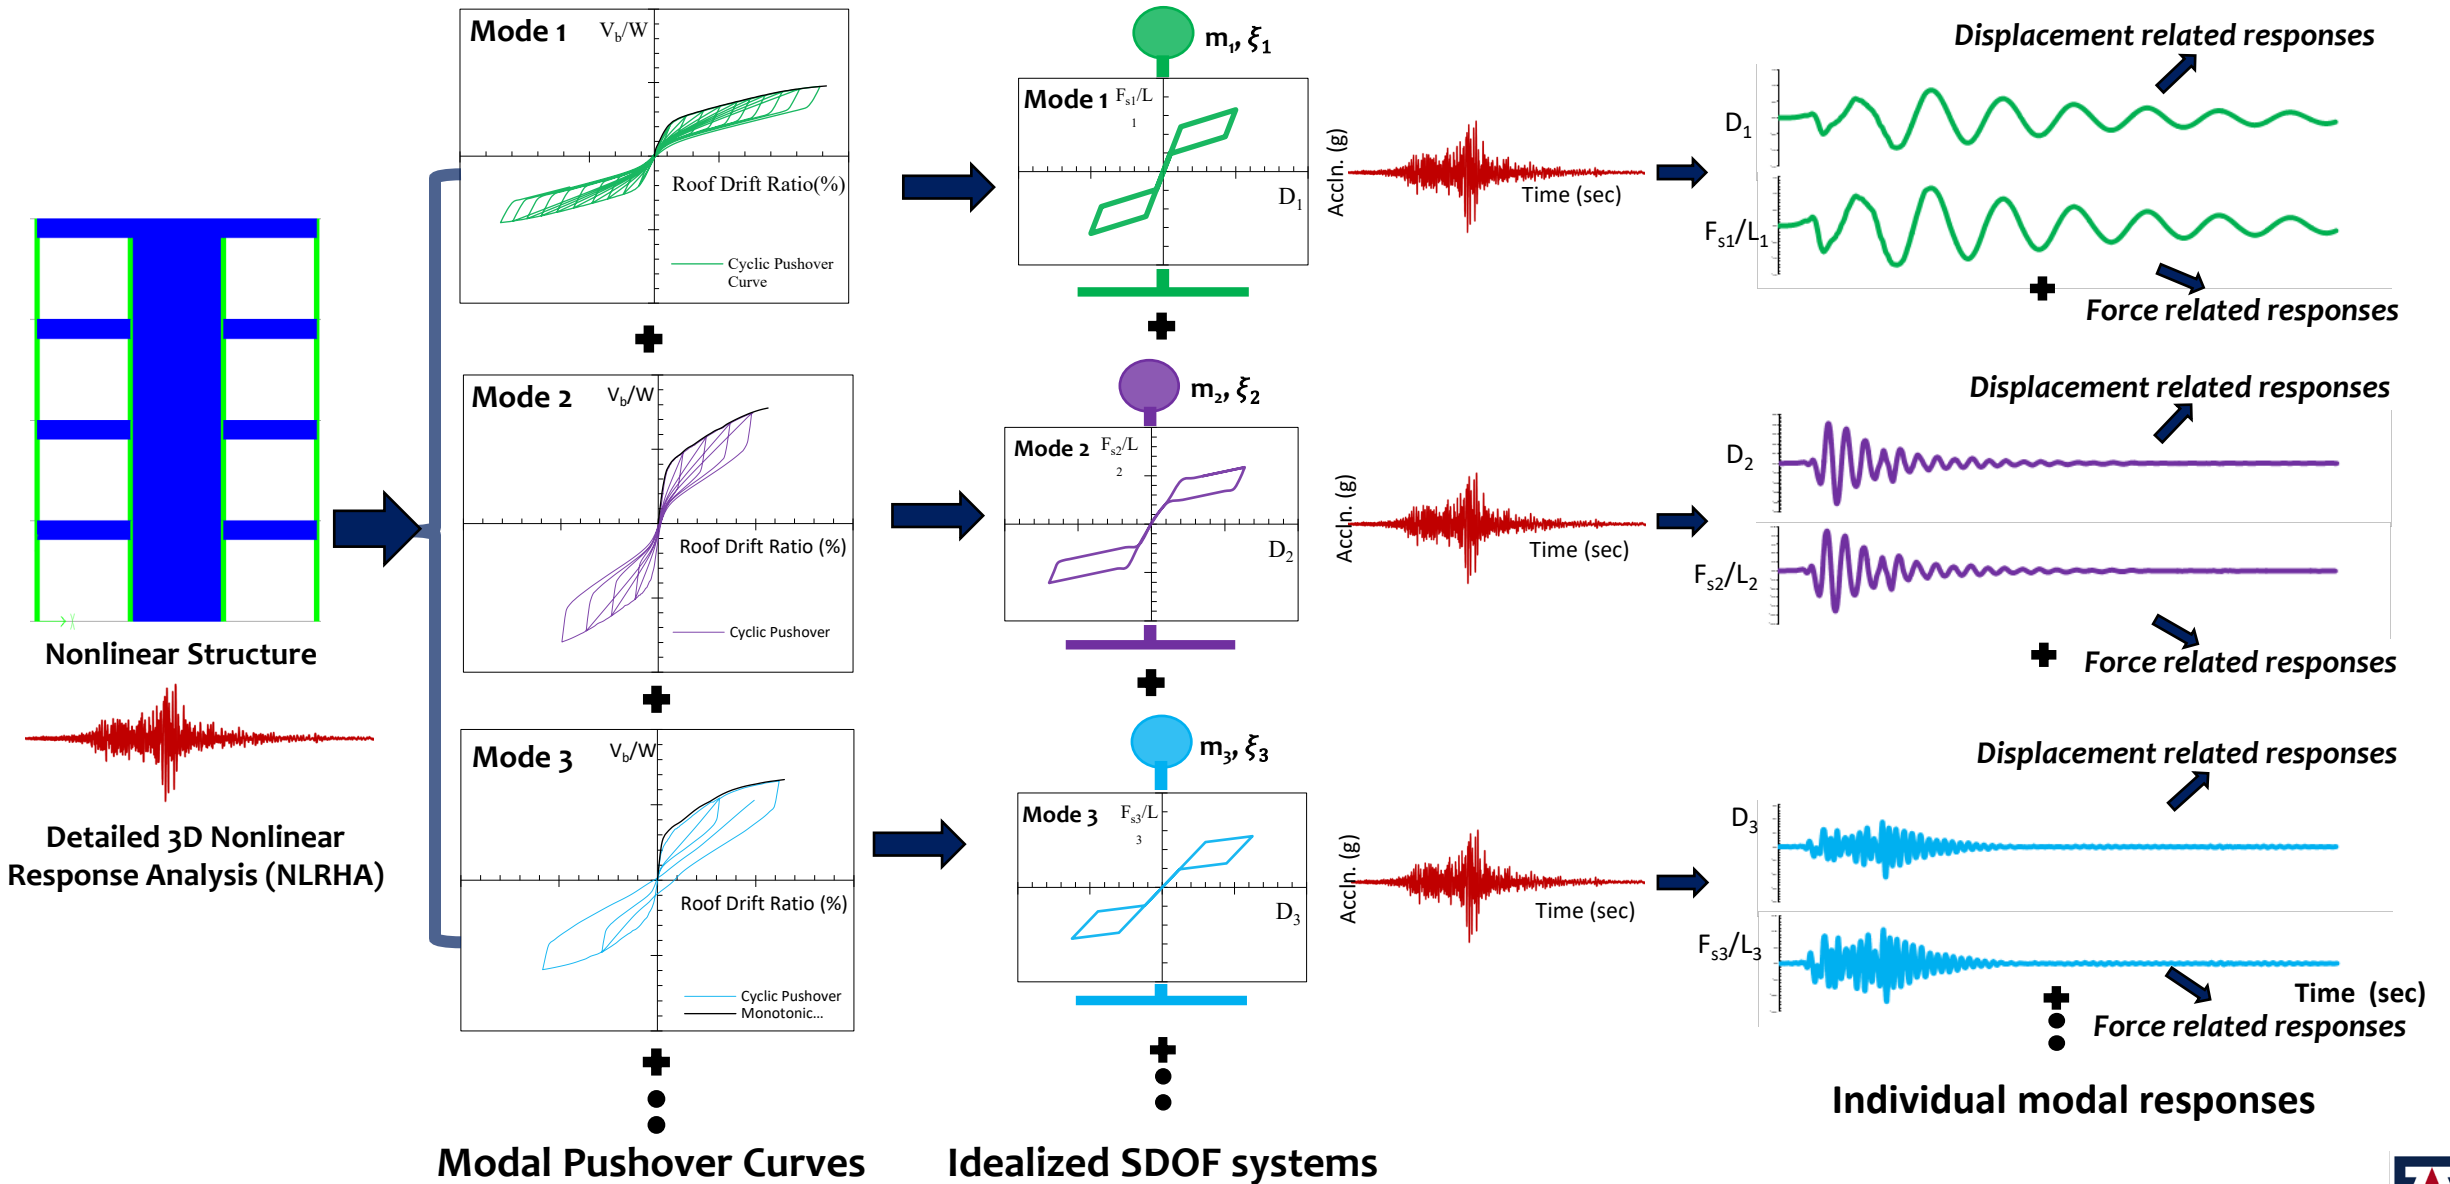 Nonlinear Structure
Detailed 3D Nonlinear
Response Analysis (NLRHA)
Mode 1
Vb/W
Roof Drift Ratio(%)
Cyclic Pushover
Curve
Mode 2
Vb/W
Roof Drift Ratio (%)
Cyclic Pushover
Mode 3
Vb/W
Roof Drift Ratio (%)
Cyclic Pushover
Monotonic...
Modal Pushover Curves
m1, ξ1
Mode 1
Fs1/L
1
D1
m2, ξ2
Mode 2
Fs2/L
2
D2
m3, ξ3
Mode 3
Fs3/L
3
D3
Idealized SDOF systems
Accln. (g)
Time (sec)
Accln. (g)
Time (sec)
Accln. (g)
Time (sec)
Displacement related responses
D1
Fs1/L1
Force related responses
Displacement related responses
D2
Fs2/L2
Force related responses
Displacement related responses
D3
Fs3/L3
Time (sec)
Force related responses
Individual modal responses